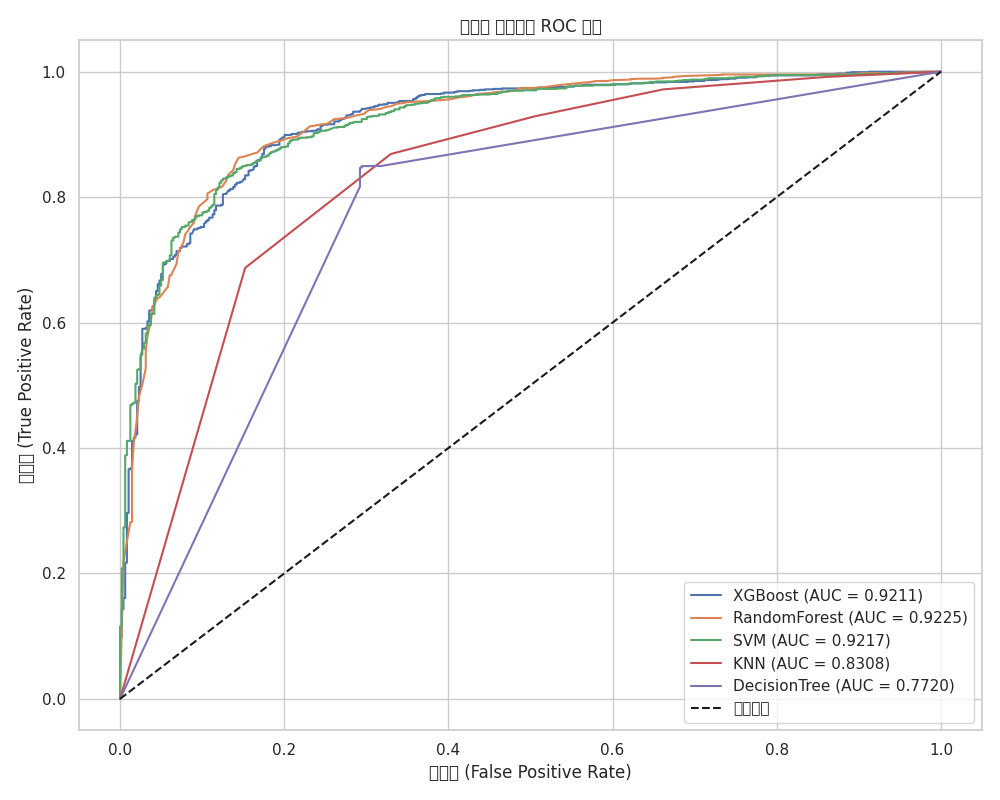 ROC
1.0
0.8
0.6
0.4
0.2
0.0
(True Positive Rate)
0.0 0.2 0.4 0.6 0.8 1.0
(False Positive Rate)
XGBoost (AUC = 0.9211)
RandomForest (AUC = 0.9225)
SVM (AUC = 0.9217)
KNN (AUC = 0.8308)
DecisionTree (AUC = 0.7720)